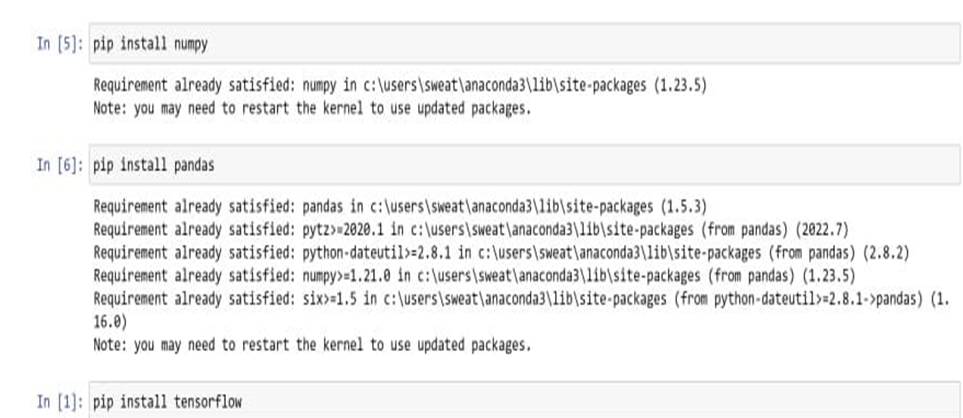 In [5]: pip install numpy
Requirement already satisfied: numpy in c:\users\sweat\anaconda3\lib\site-packages (1.23.5)
Note: you may need to restart the kernel to use updated packages.
In [6]: pip install pandas
Requirement already satisfied: pandas in c:\users\sweat\anaconda3\lib\site-packages (1.5.3)
Requirement already satisfied: pytz>=2020.1 in c:\users\sweat\anaconda3\lib\site-packages (from pandas) (2022.7)
Requirement already satisfied: python-dateutil>=2.8.1 in c:\users\sweat\anaconda3\lib\site-packages (from pandas) (2.8.2)
Requirement already satisfied: numpy>=1.21.0 in c:\users\sweat\anaconda3\lib\site-packages (from pandas) (1.23.5)
Requirement already satisfied: six>=1.5 in c:\users\sweat\anaconda3\lib\site-packages (from python-dateutil>=2.8.1->pandas) (1.
16.0)
Note: you may need to restart the kernel to use updated packages.
In [1]: pip install tensorflow